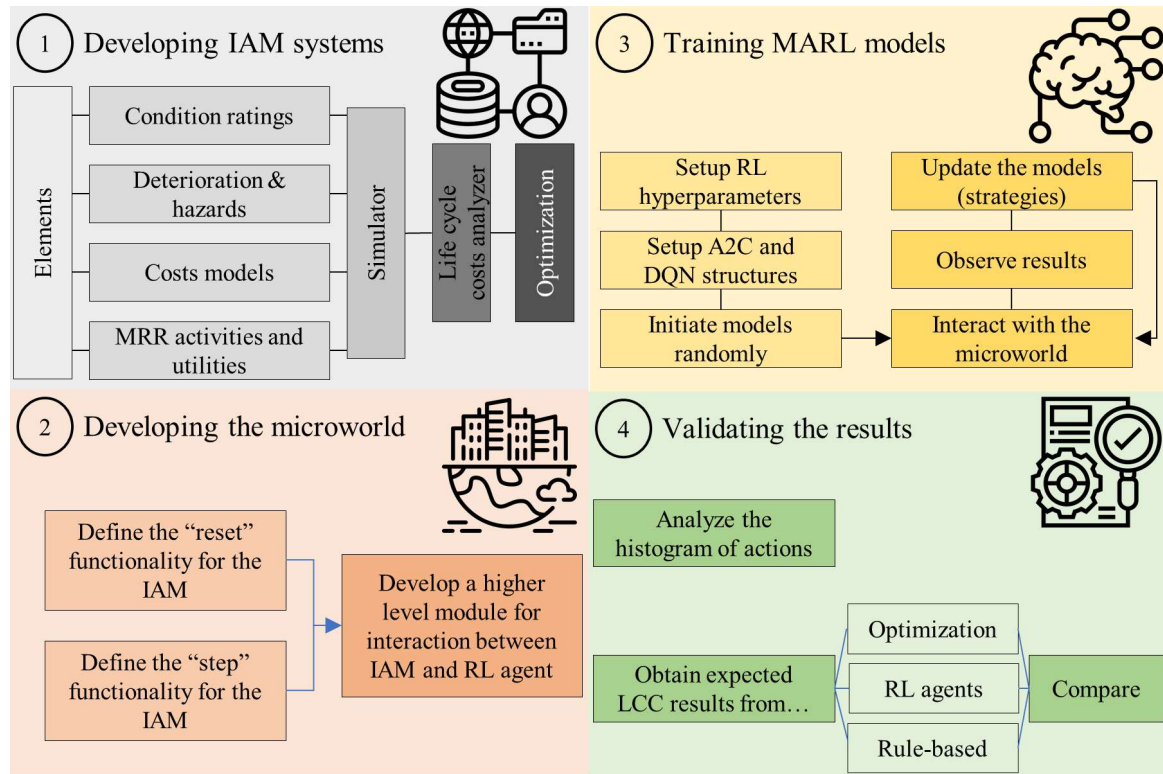 1 Developing IAM systems
Elements
Condition ratings
Deterioration &
hazards
Costs models
MRR activities and
utilities
Simulator
Life cycle
costs analyzer
Optimization
2 Developing the microworld
Define the “reset”
functionality for the
IAM
Define the “step”
functionality for the
IAM
Develop a higher
level module for
interaction between
IAM and RL agent
3 Training MARL models
Setup RL
hyperparameters
Setup A2C and
DQN structures
Initiate models
randomly
Update the models
(strategies)
Observe results
Interact with the
microworld
4 Validating the results
Analyze the
histogram of actions
Obtain expected
LCC results from…
Optimization
RL agents
Rule-based
Compare